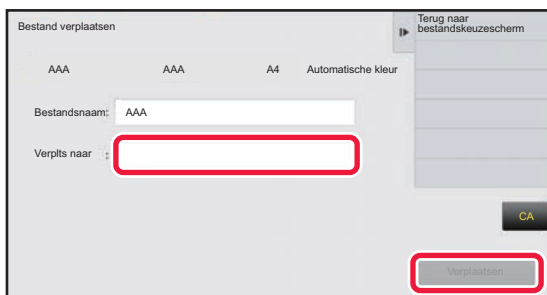 Bestand verplaatsen
Terug naar
bestandskeuzescherm
AAA AAA A4 Automatische kleur
Bestandsnaam: AAA
Verplts naar :
CA
Verplaatsen